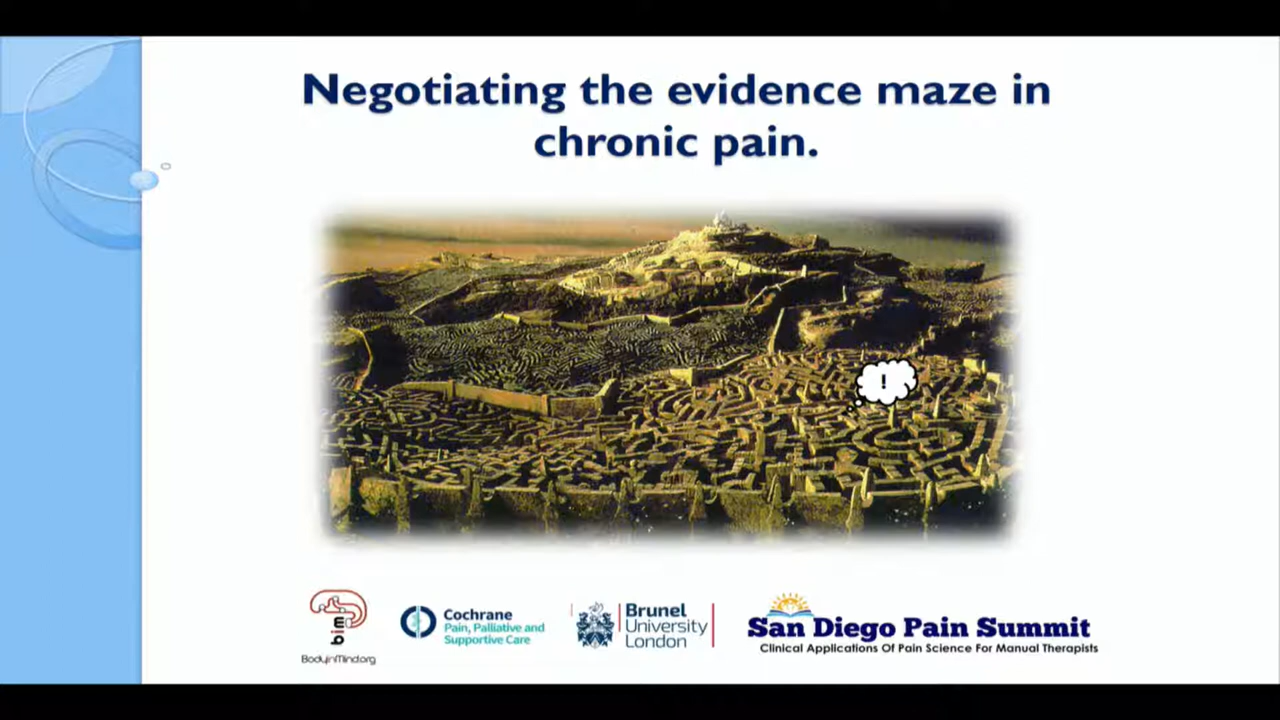 Negotiating the evidence maze in
chronic pain.
!
bim
BodyinMind.org
Cochrane
Pain, Palliative and
Supportive Care
Brunel
University
London
San Diego Pain Summit
Clinical Applications Of Pain Science For Manual Therapists